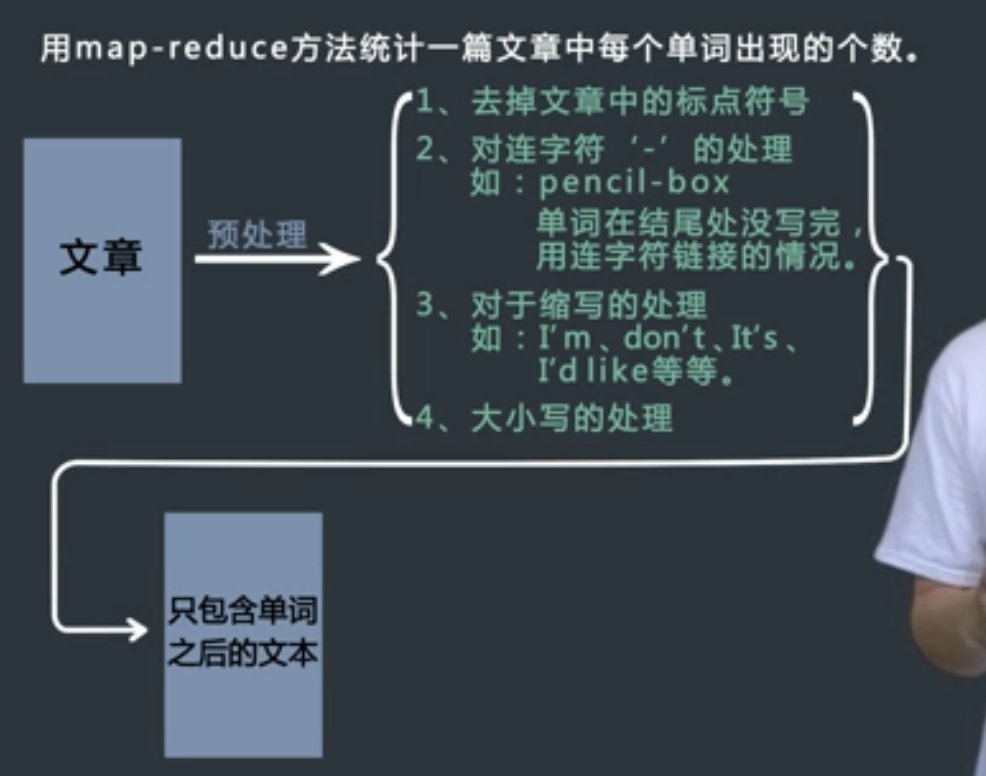 用map-reduce方法统计一篇文章中每个单词出现的个数。
文章
预处理
1、去掉文章中的标点符号
2、对连字符‘-’的处理
如：pencil-box
单词在结尾处没写完，
用连字符链接的情况。
3、对于缩写的处理
如：I'm、don't、It's、
I'd like等等。
4、大小写的处理
只包含单词
之后的文本